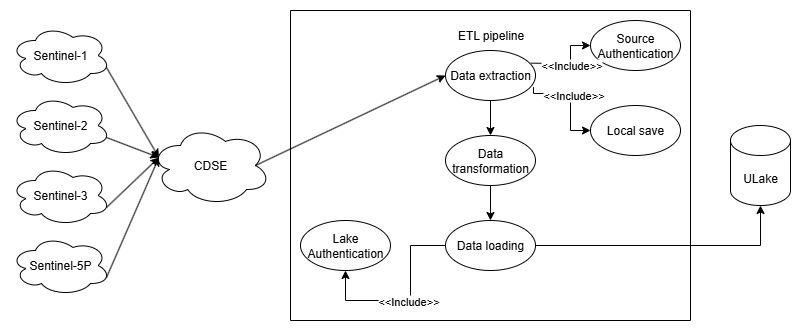 ETL pipeline
Sentinel-1
Sentinel-2
Sentinel-3
Sentinel-5P
CDSE
Data extraction
<<Include>>
Source
Authentication
<<Include>>
Local save
Data
transformation
Data loading
Lake
Authentication
<<Include>>
ULake